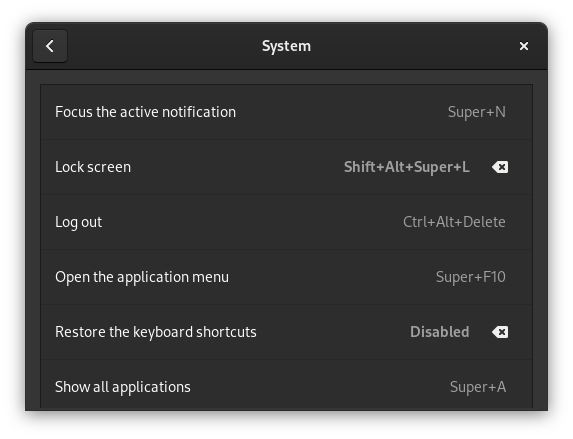 System
Focus the active notification Super+N
Lock screen Shift+Alt+Super+L
Log out Ctrl+Alt+Delete
Open the application menu Super+F10
Restore the keyboard shortcuts Disabled
Show all applications Super+A